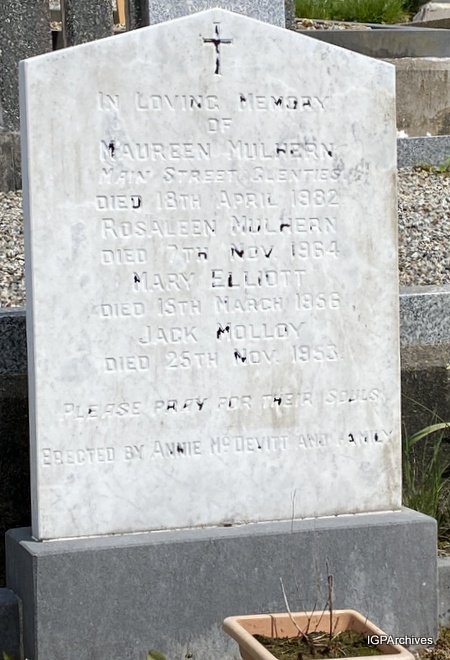 In Loving Memory
of
Maureen Mulhern
Main Street Glenties
died 18th April 1982
Rosaleen Mulhern
died 7th Nov 1964
Mary Elliott
died 15th March 1966.
Jack Molloy
died 25th Nov. 1953.
Please pray for their souls.
Erected by Annie McDevitt and family
IGPArchives